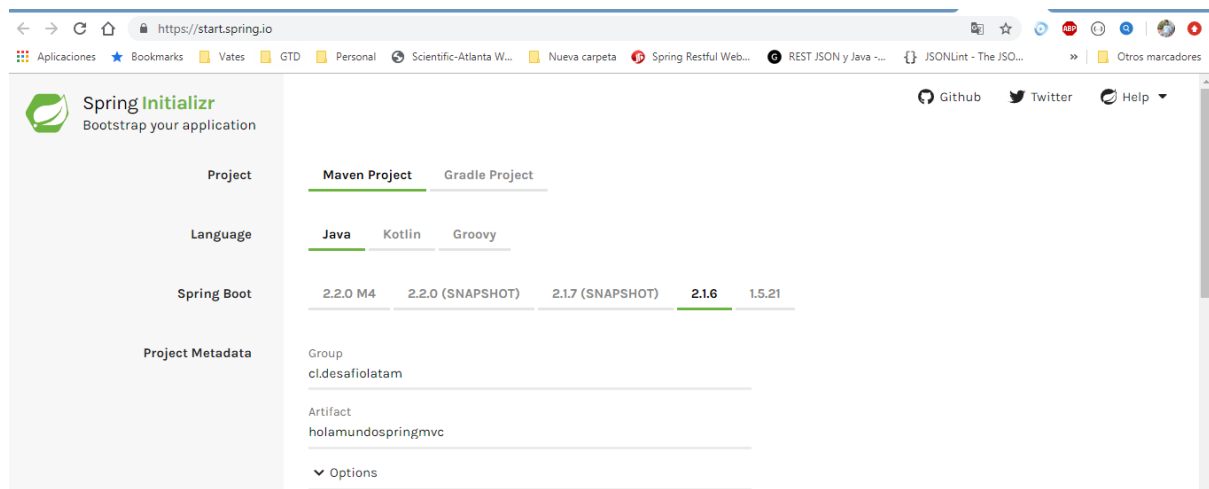 https://start.spring.io
ABP
Aplicaciones Bookmarks Vates GTD Personal Scientific-Atlanta W... Nueva carpeta Spring Restful Web... REST JSON y Java -... JSONLint - The JSO... » Otros marcadores
Spring Initializr
Bootstrap your application
Github Twitter Help
Project Maven Project Gradle Project
Language Java Kotlin Groovy
Spring Boot 2.2.0 M4 2.2.0 (SNAPSHOT) 2.1.7 (SNAPSHOT) 2.1.6 1.5.21
Project Metadata Group
cl.desafiolatam
Artifact
holamundospringmvc
Options